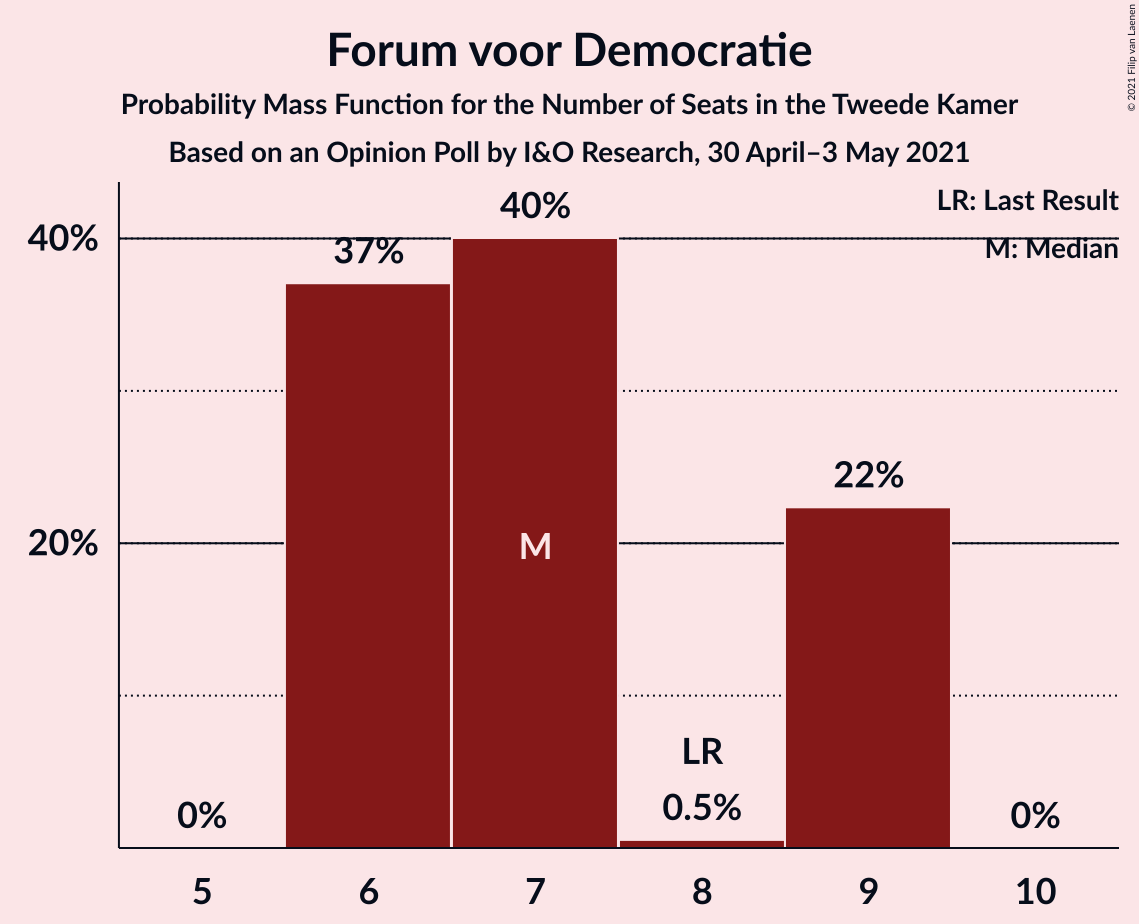 Forum voor Democratie
Probability Mass Function for the Number of Seats in the Tweede Kamer
Based on an Opinion Poll by I&O Research, 30 April–3 May 2021
© 2021 Filip van Laenen
LR: Last Result
M: Median
40%
20%
0%
37%
40%
M
LR
0.5%
22%
0%
5 6 7 8 9 10